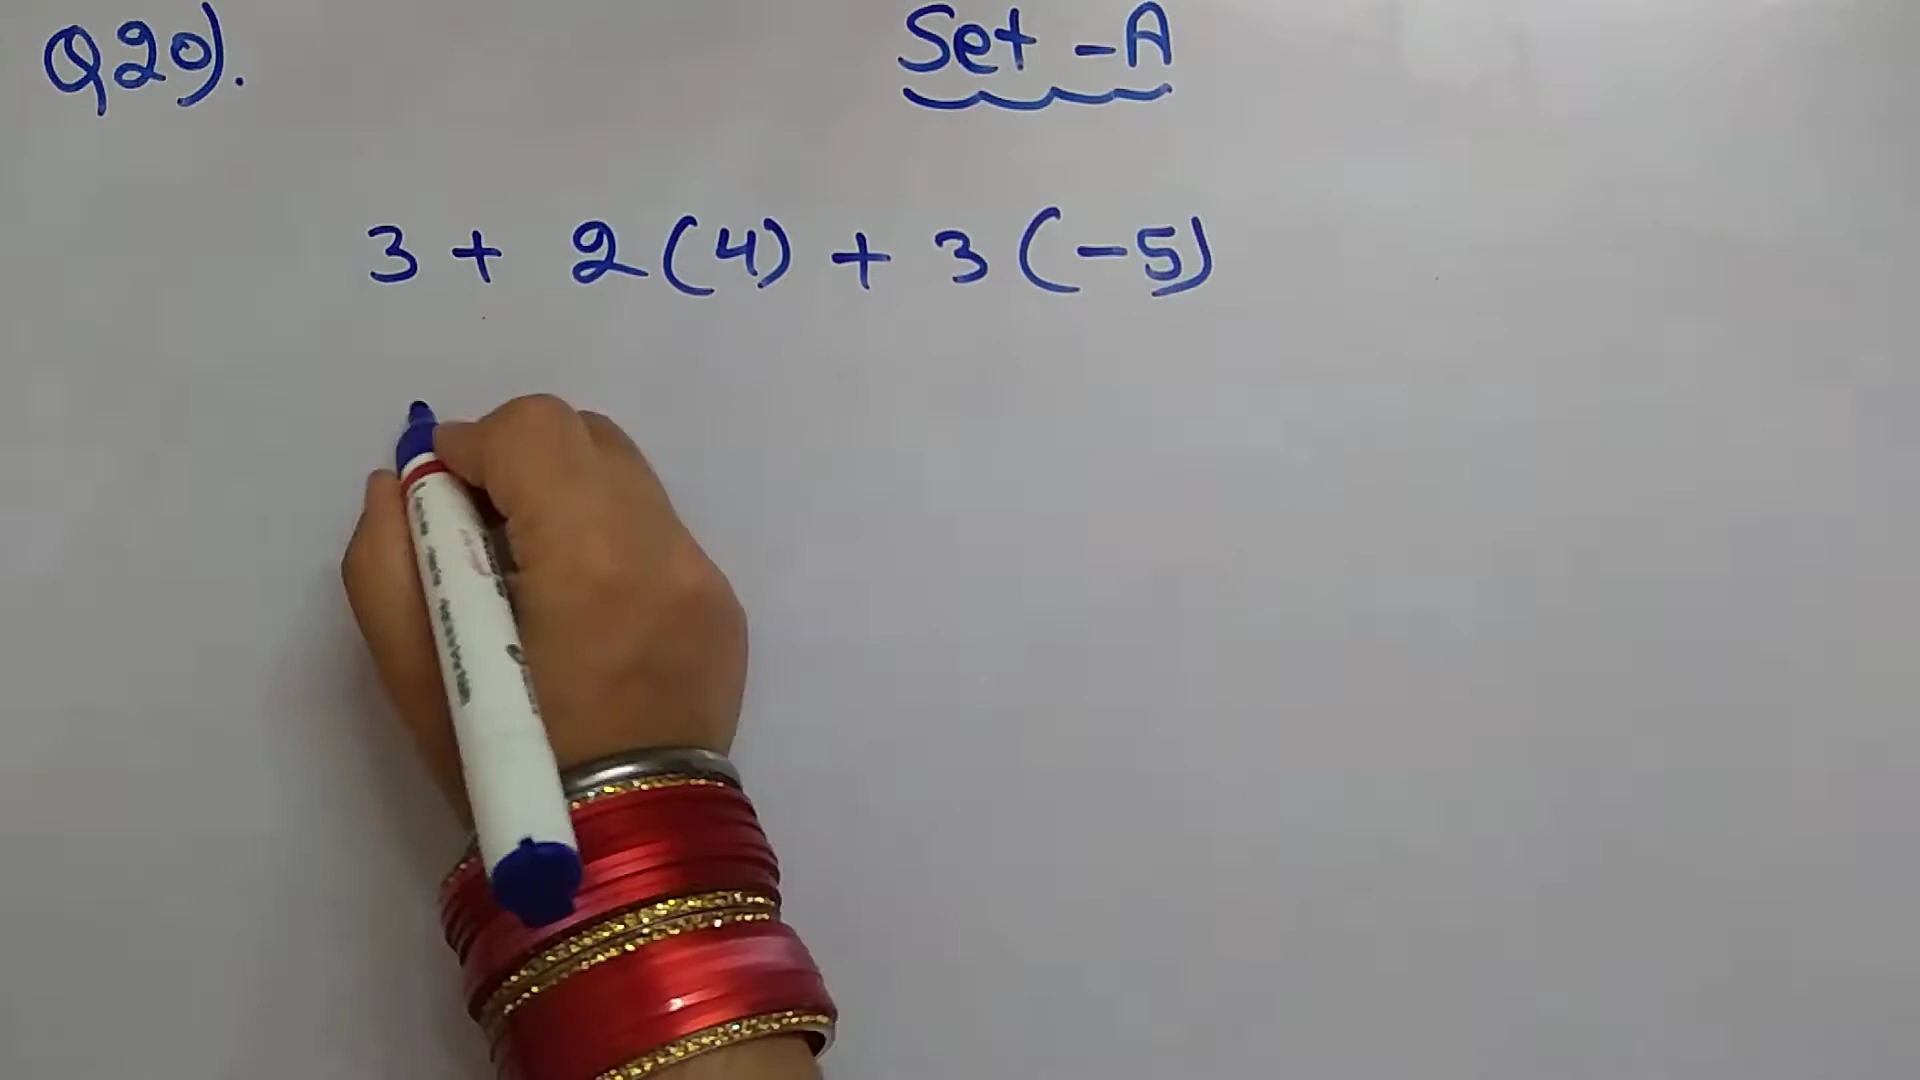 Q20).
Set - A
3 + 2(4) + 3(-5)